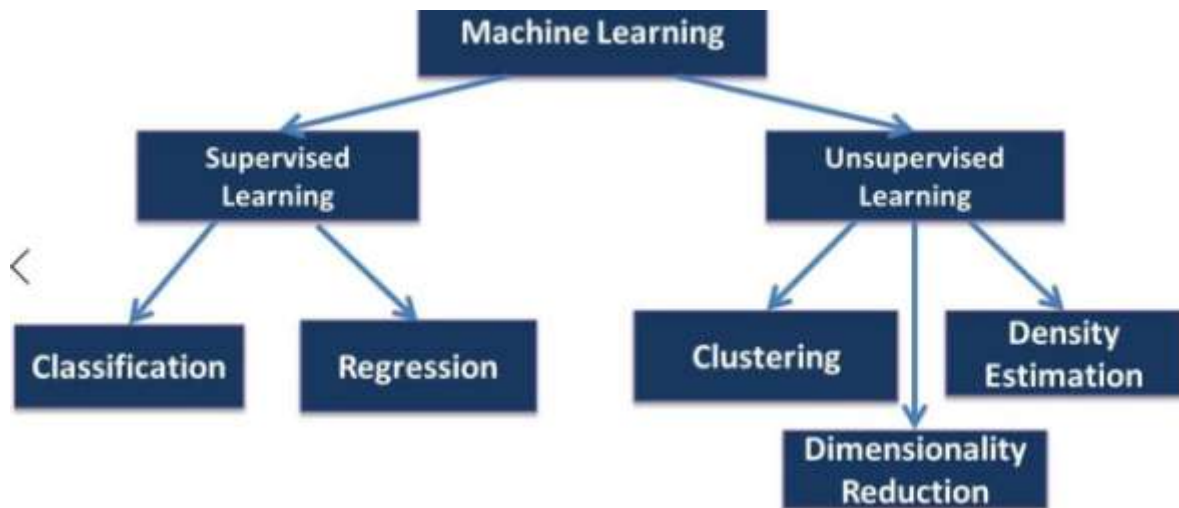 Machine Learning
Supervised
Learning
Unsupervised
Learning
Classification
Regression
Clustering
Density
Estimation
Dimensionality
Reduction